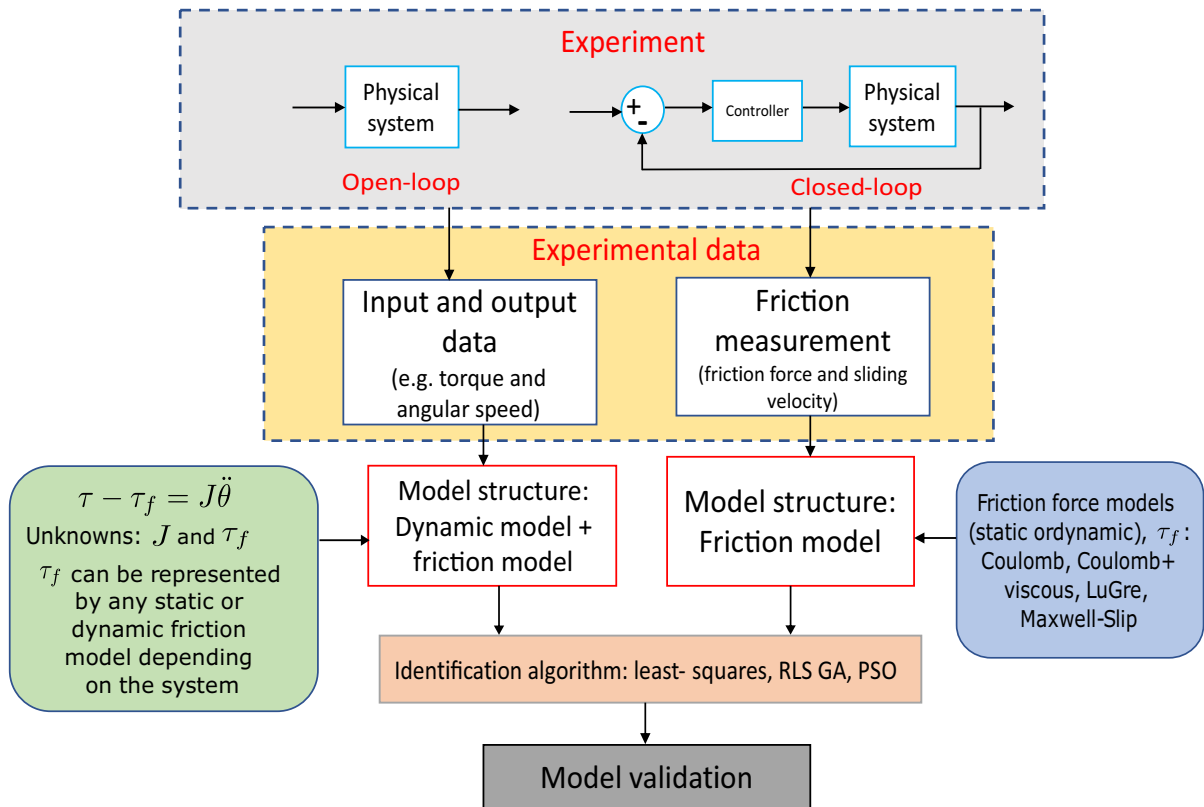 Experiment
Physical
system
+
-
Controller
Physical
system
Open-loop
Closed-loop
Experimental data
Input and output
data
(e.g. torque and
angular speed)
Friction
measurement
(friction force and sliding
velocity)
τ − τ_f = Jθ̈
Unknowns: J and τ_f
τ_f can be represented
by any static or
dynamic friction
model depending
on the system
Model structure:
Dynamic model +
friction model
Model structure:
Friction model
Friction force models
(static ordynamic), τ_f :
Coulomb, Coulomb+
viscous, LuGre,
Maxwell-Slip
Identification algorithm: least- squares, RLS GA, PSO
Model validation